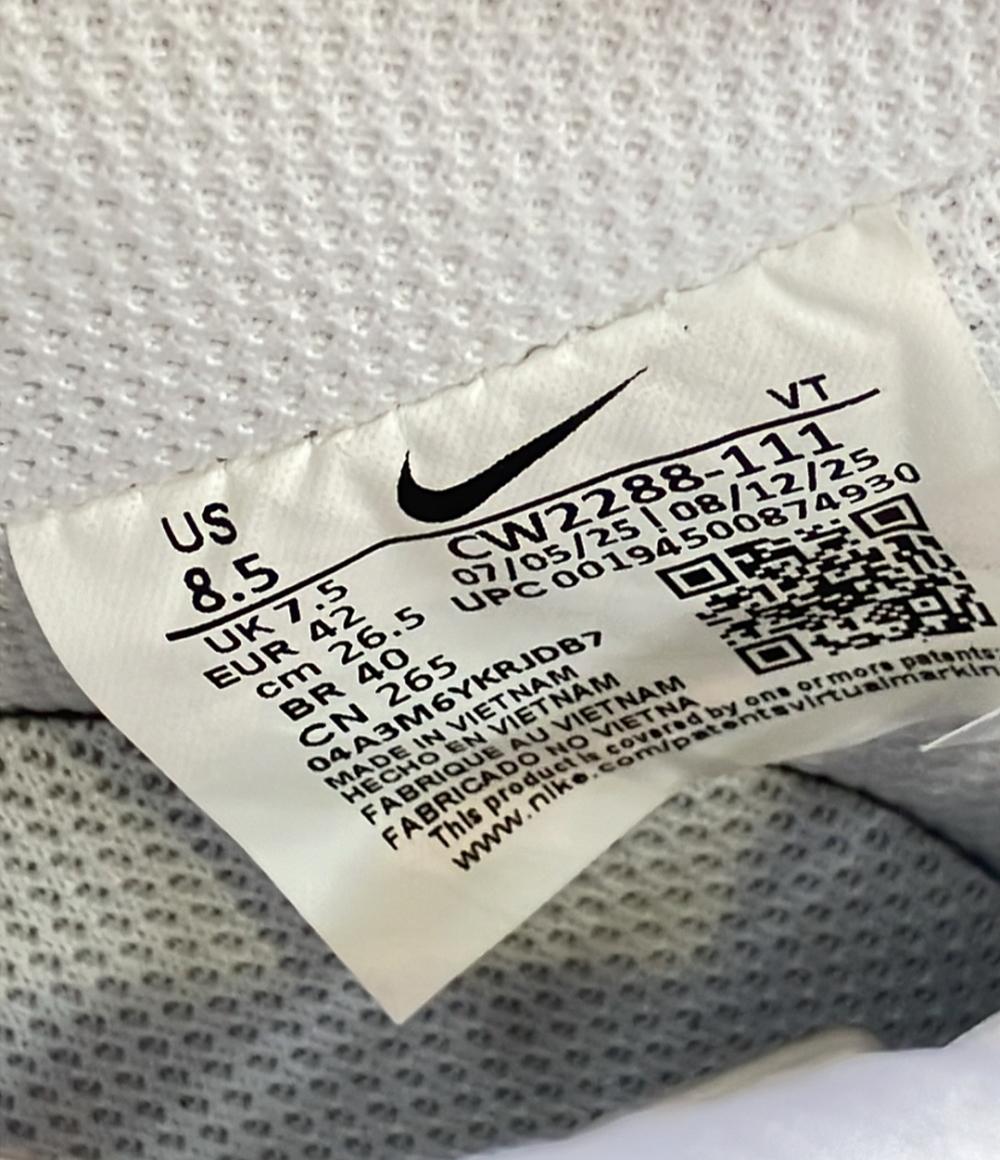 US
8.5
UK 7.5
EUR 42
cm 26.5
BR 40
CN 265
VT
CW2288-111
07/05/25 | 08/12/25
UPC 00194500874930
04A3M6YKRJDB7
MADE IN VIETNAM
HECHO EN VIETNAM
FABRIQUE AU VIETNAM
FABRICADO NO VIETNA
This product is covered by one or more patents
www.nike.com/patentsvirtualmarkin